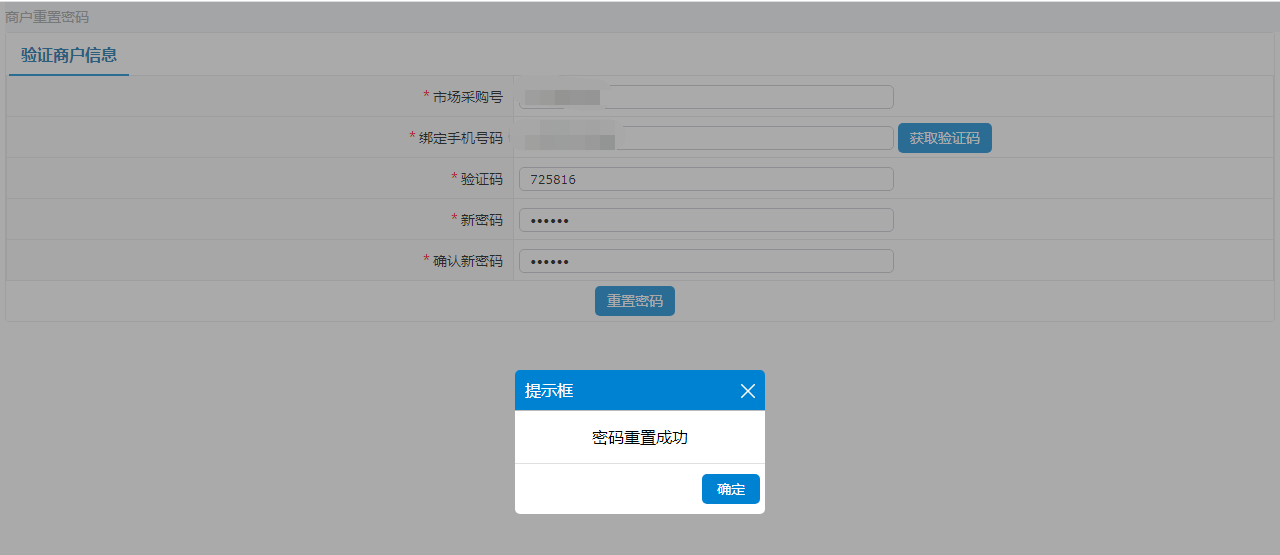 商户重置密码
验证商户信息
* 市场采购号
* 绑定手机号码 获取验证码
* 验证码 725816
* 新密码 ••••••
* 确认新密码 ••••••
重置密码
提示框
密码重置成功
确定